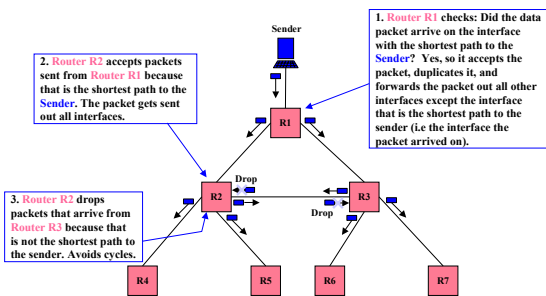 Sender
1. Router R1 checks: Did the data
packet arrive on the interface
with the shortest path to the
Sender? Yes, so it accepts the
packet, duplicates it, and
forwards the packet out all other
interfaces except the interface
that is the shortest path to the
sender (i.e the interface the
packet arrived on).
2. Router R2 accepts packets
sent from Router R1 because
that is the shortest path to the
Sender. The packet gets sent
out all interfaces.
R1
Drop
R2
R3
Drop
3. Router R2 drops
packets that arrive from
Router R3 because that
is not the shortest path to
the sender. Avoids cycles.
R4
R5
R6
R7